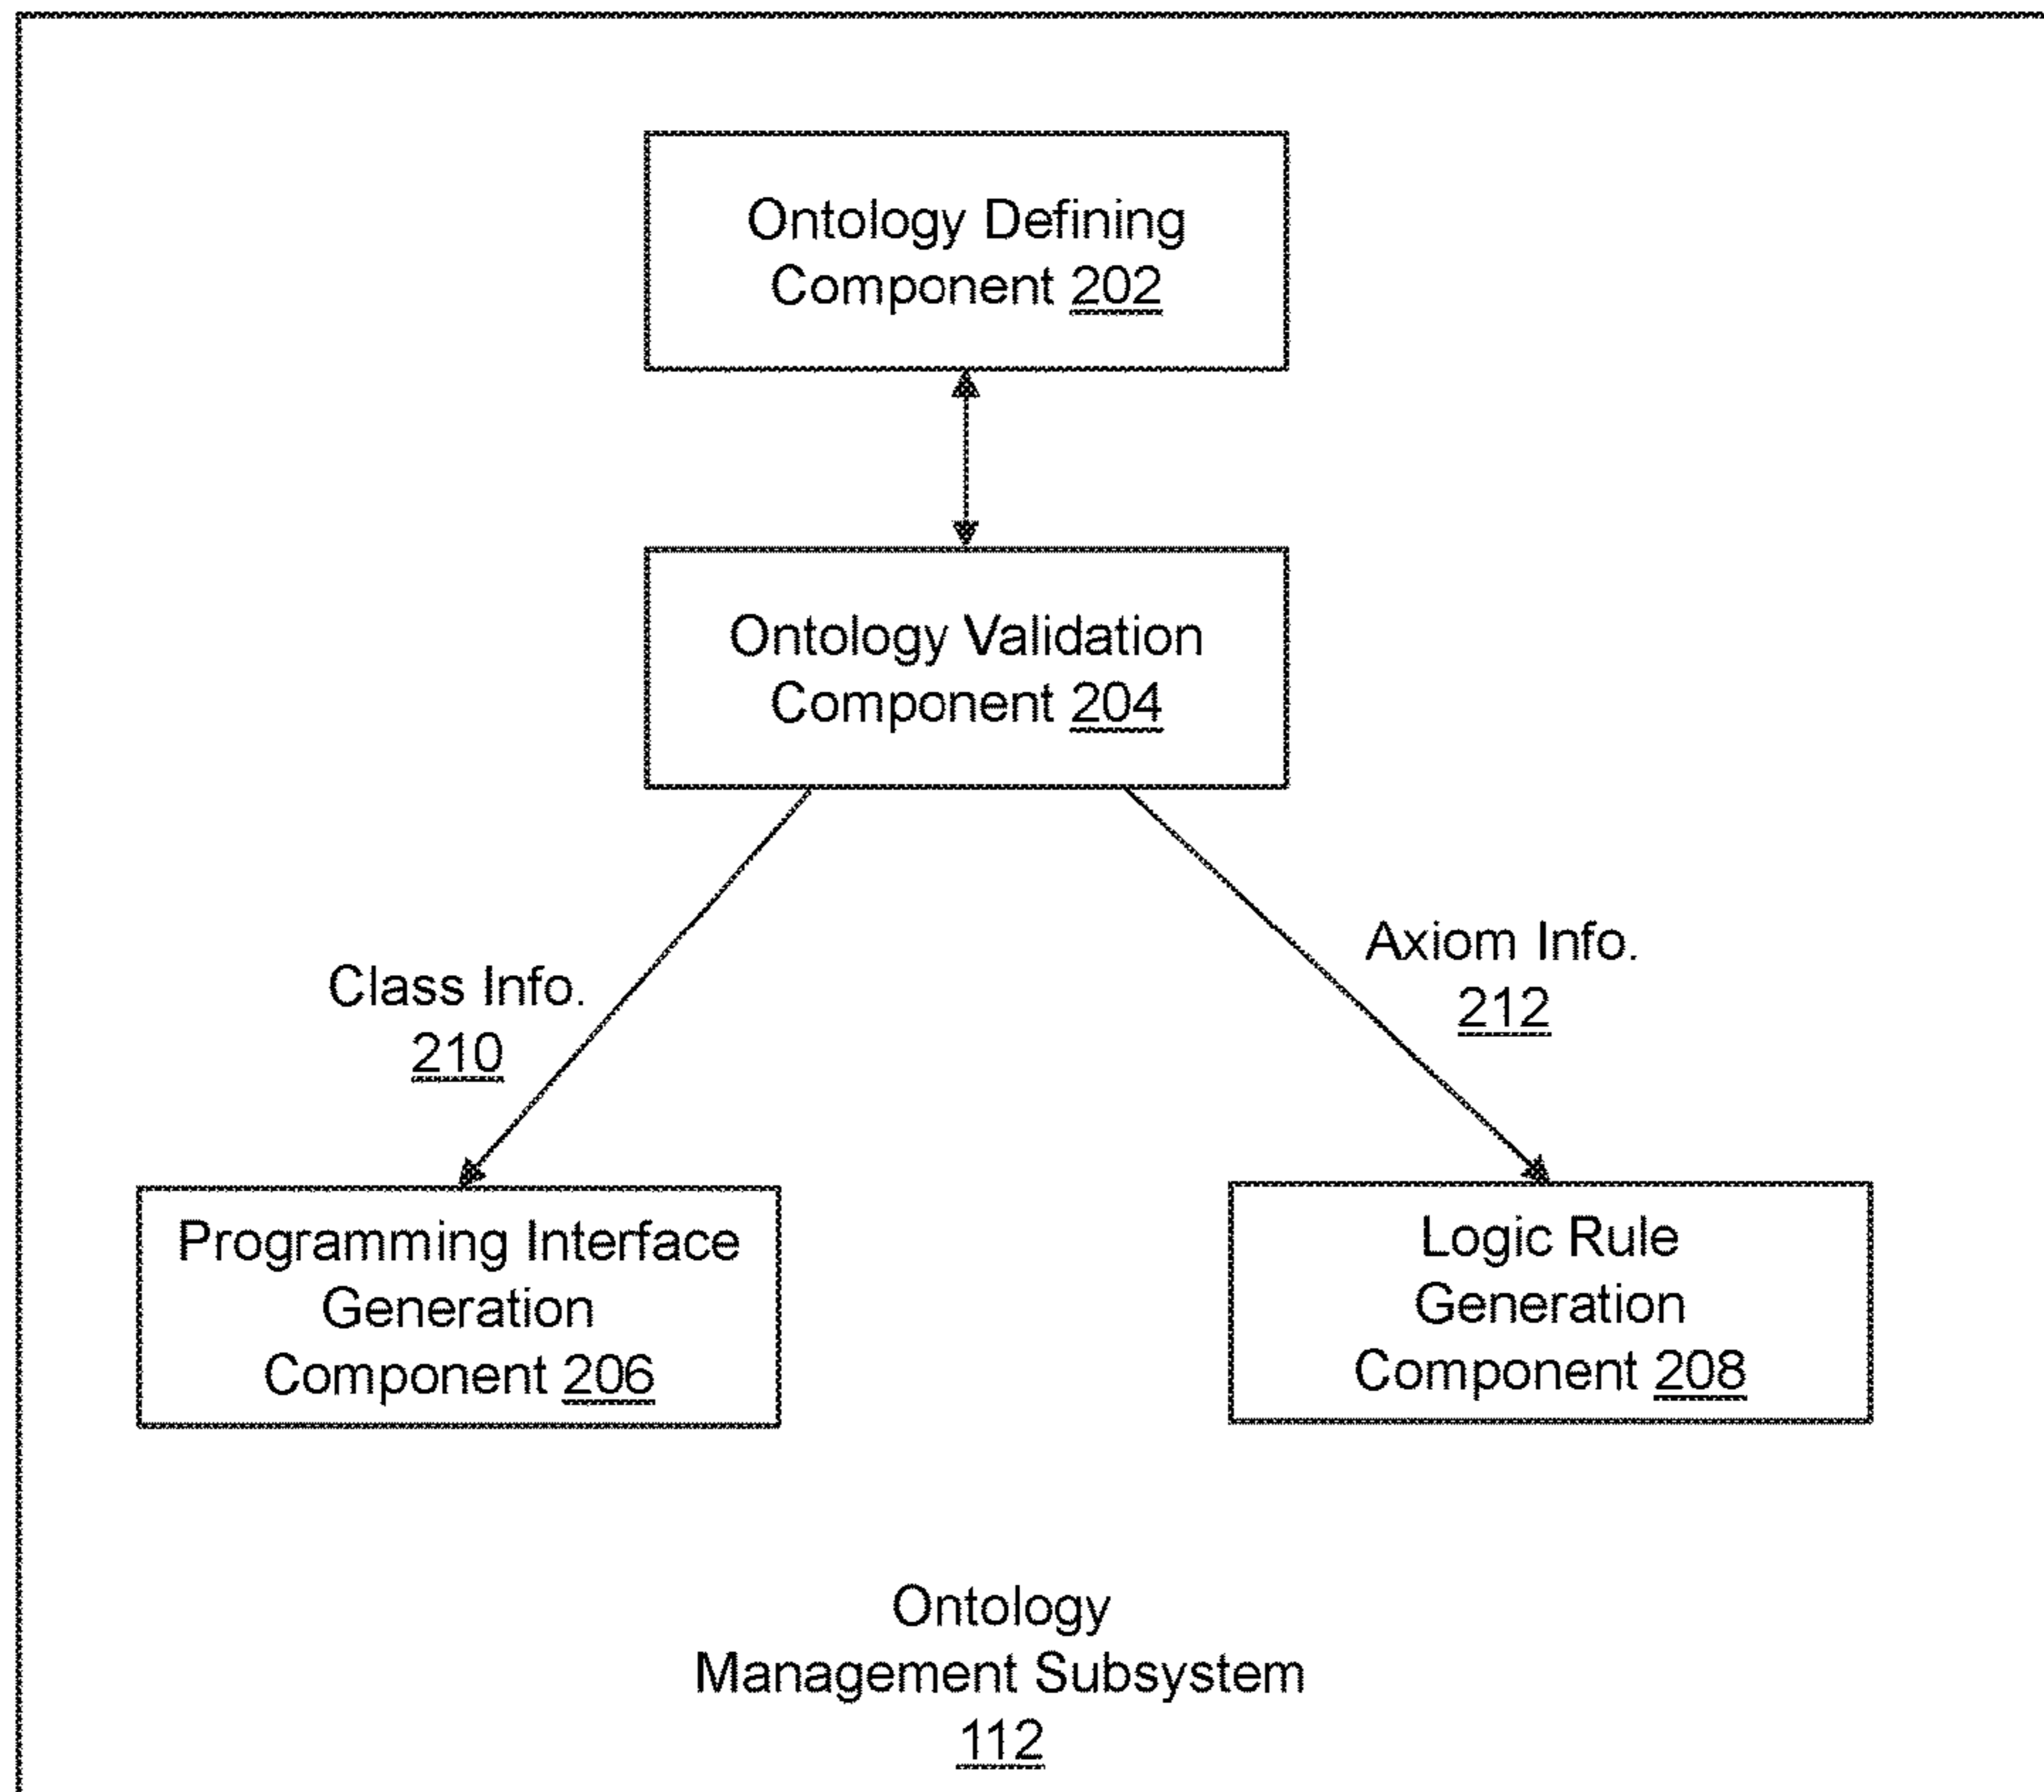 Ontology Defining
Component 202
Ontology Validation
Component 204
Class Info.
210
Axiom Info.
212
Programming Interface
Generation
Component 206
Logic Rule
Generation
Component 208
Ontology
Management Subsystem
112